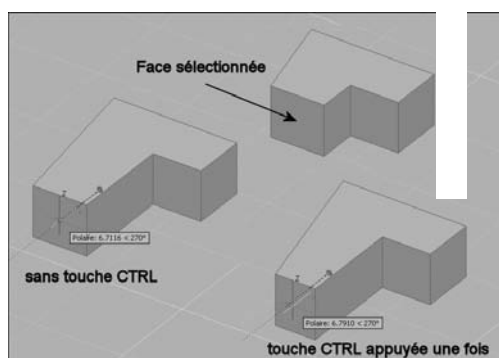 Face sélectionnée
Polaire: 6.7116 < 270°
sans touche CTRL
Polaire: 6.7910 < 270°
touche CTRL appuyée une fois